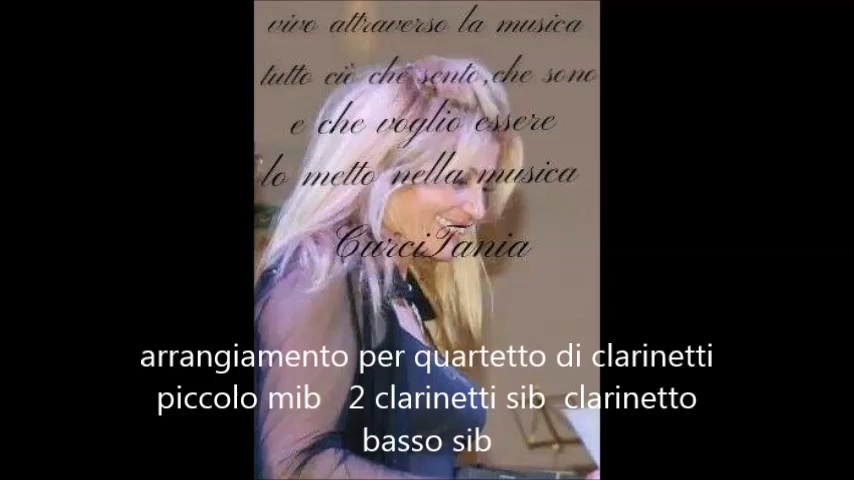 vivo attraverso la musica
tutto ciò che sento,che sono
e che voglio essere
lo metto nella musica
CurciTania
arrangiamento per quartetto di clarinetti
piccolo mib 2 clarinetti sib clarinetto
basso sib